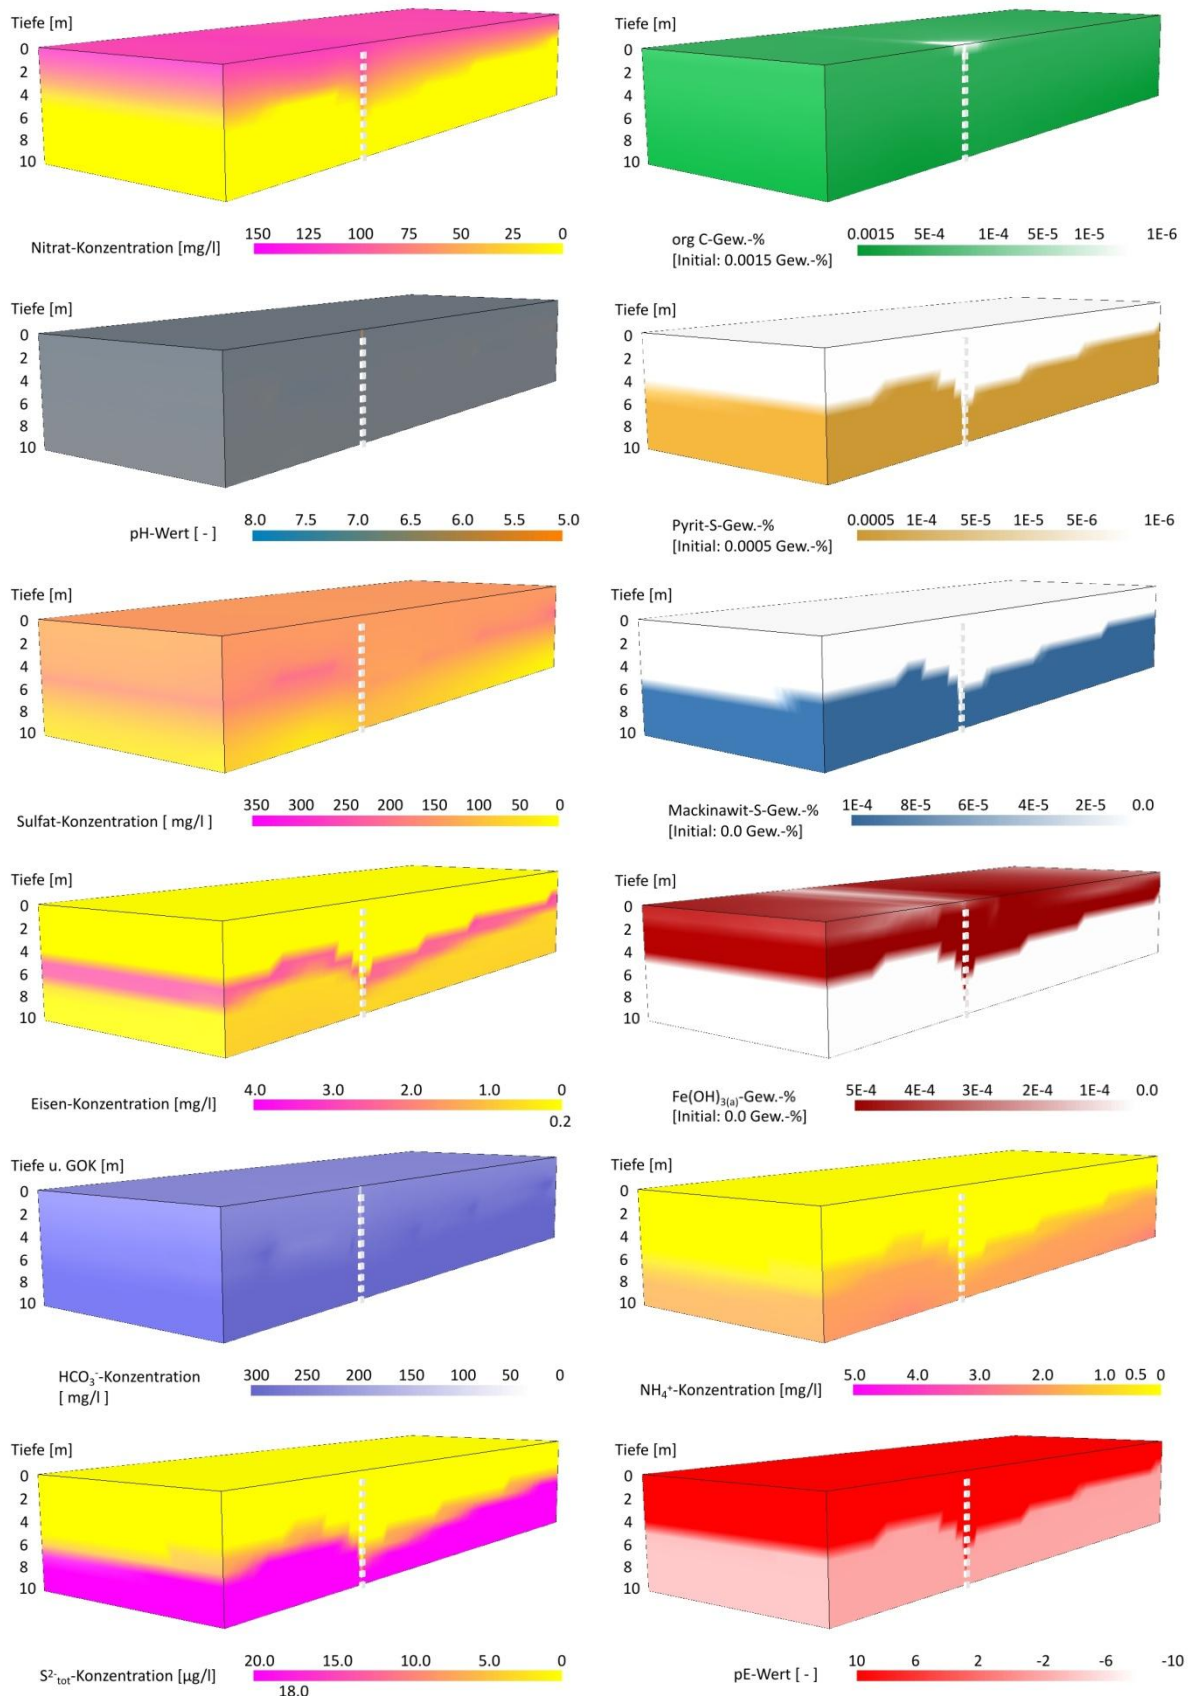 Tiefe [m]
0
2
4
6
8
10
Nitrat-Konzentration [mg/l]
150 125 100 75 50 25 0
Tiefe [m]
0
2
4
6
8
10
org C-Gew.-%
[Initial: 0.0015 Gew.-%]
0.0015 5E-4 1E-4 5E-5 1E-5 1E-6
Tiefe [m]
0
2
4
6
8
10
pH-Wert [ - ]
8.0 7.5 7.0 6.5 6.0 5.5 5.0
Tiefe [m]
0
2
4
6
8
10
Pyrit-S-Gew.-%
[Initial: 0.0005 Gew.-%]
0.0005 1E-4 5E-5 1E-5 5E-6 1E-6
Tiefe [m]
0
2
4
6
8
10
Sulfat-Konzentration [ mg/l ]
350 300 250 200 150 100 50 0
Tiefe [m]
0
2
4
6
8
10
Mackinawit-S-Gew.-%
[Initial: 0.0 Gew.-%]
1E-4 8E-5 6E-5 4E-5 2E-5 0.0
Tiefe [m]
0
2
4
6
8
10
Eisen-Konzentration [mg/l]
4.0 3.0 2.0 1.0 0
0.2
Tiefe [m]
0
2
4
6
8
10
Fe(OH)3(a)-Gew.-%
[Initial: 0.0 Gew.-%]
5E-4 4E-4 3E-4 2E-4 1E-4 0.0
Tiefe u. GOK [m]
0
2
4
6
8
10
HCO3--Konzentration
[ mg/l ]
300 250 200 150 100 50 0
Tiefe [m]
0
2
4
6
8
10
NH4+-Konzentration [mg/l]
5.0 4.0 3.0 2.0 1.0 0.5 0
Tiefe [m]
0
2
4
6
8
10
S2-tot-Konzentration [µg/l]
20.0 15.0 10.0 5.0 0
18.0
Tiefe [m]
0
2
4
6
8
10
pE-Wert [ - ]
10 6 2 -2 -6 -10